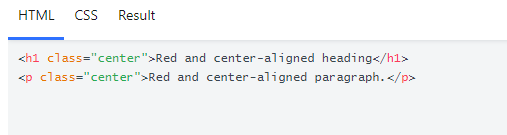 HTML CSS Result
<h1 class="center">Red and center-aligned heading</h1>
<p class="center">Red and center-aligned paragraph.</p>